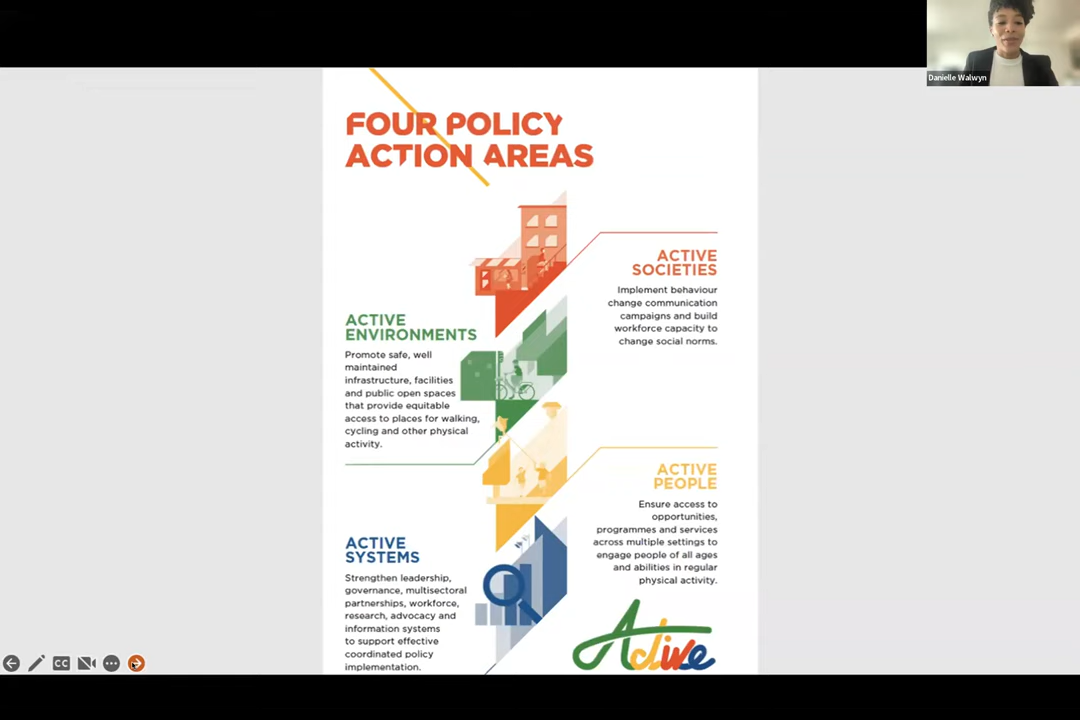 Danielle Walwyn
FOUR POLICY
ACTION AREAS
ACTIVE
SOCIETIES
Implement behaviour
change communication
campaigns and build
workforce capacity to
change social norms.
ACTIVE
ENVIRONMENTS
Promote safe, well
maintained
infrastructure, facilities
and public open spaces
that provide equitable
access to places for walking,
cycling and other physical
activity.
ACTIVE
PEOPLE
Ensure access to
opportunities,
programmes and services
across multiple settings to
engage people of all ages
and abilities in regular
physical activity.
ACTIVE
SYSTEMS
Strengthen leadership,
governance, multisectoral
partnerships, workforce,
research, advocacy and
information systems
to support effective
coordinated policy
implementation.
Active
CC